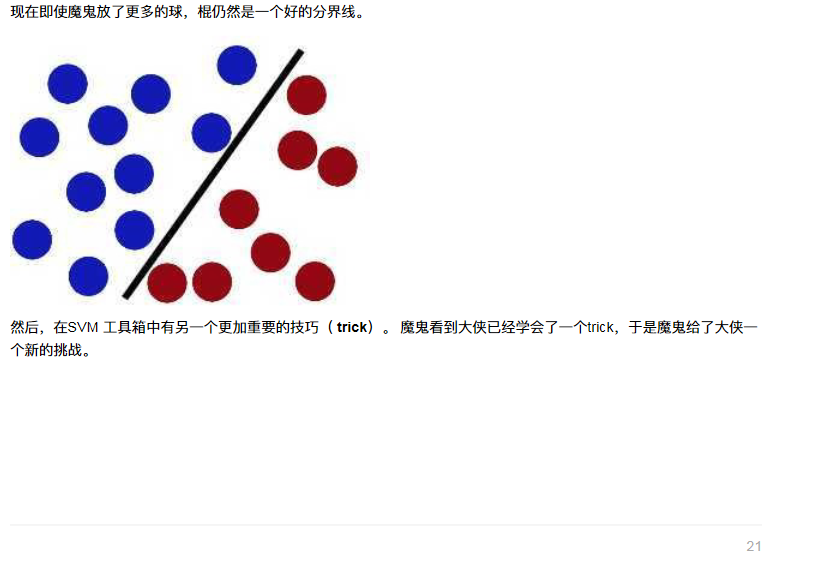 现在即使魔鬼放了更多的球，棍仍然是一个好的分界线。
然后，在SVM 工具箱中有另一个更加重要的技巧（ trick）。 魔鬼看到大侠已经学会了一个trick，于是魔鬼给了大侠一
个新的挑战。
21